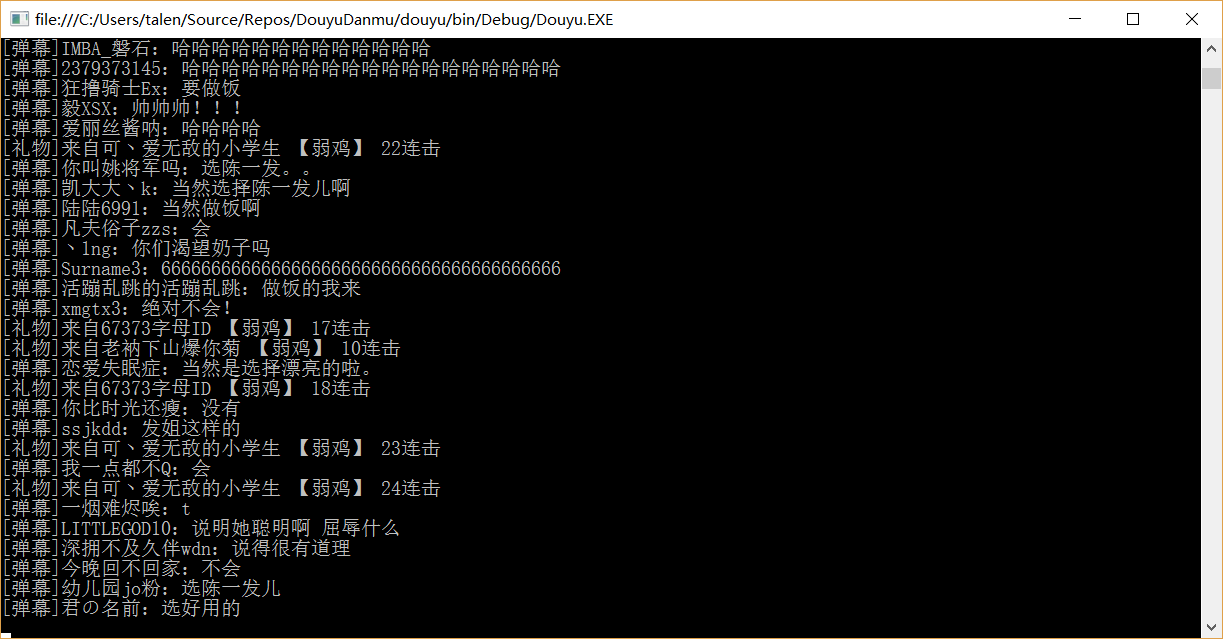 file:///C:/Users/talen/Source/Repos/DouyuDanmu/douyu/bin/Debug/Douyu.EXE
[弹幕]IMBA_磐石: 哈哈哈哈哈哈哈哈哈哈哈哈哈
[弹幕]2379373145: 哈哈哈哈哈哈哈哈哈哈哈哈哈哈哈哈哈哈哈
[弹幕]狂撸骑士Ex: 要做饭
[弹幕]毅XSX: 帅帅帅！！！
[弹幕]爱丽丝酱呐: 哈哈哈哈
[礼物]来自可丶爱无敌的小学生 【弱鸡】 22连击
[弹幕]你叫姚将军吗: 选陈一发。。
[弹幕]凯大大丶k: 当然选择陈一发儿啊
[弹幕]陆陆6991: 当然做饭啊
[弹幕]凡夫俗子zzs: 会
[弹幕]丶lng: 你们渴望奶子吗
[弹幕]Surname3: 6666666666666666666666666666666666666666
[弹幕]活蹦乱跳的活蹦乱跳: 做饭的我来
[弹幕]xmgtx3: 绝对不会！
[礼物]来自67373字母ID 【弱鸡】 17连击
[礼物]来自老衲下山爆你菊 【弱鸡】 10连击
[弹幕]恋爱失眠症: 当然是选择漂亮的啦。
[礼物]来自67373字母ID 【弱鸡】 18连击
[弹幕]你比时光还瘦: 没有
[弹幕]ssjkdd: 发姐这样的
[礼物]来自可丶爱无敌的小学生 【弱鸡】 23连击
[弹幕]我一点都不Q: 会
[礼物]来自可丶爱无敌的小学生 【弱鸡】 24连击
[弹幕]一烟难烬唉: t
[弹幕]LITTLEGOD10: 说明她聪明啊 屈辱什么
[弹幕]深拥不及久伴wdn: 说得很有道理
[弹幕]今晚回不回家: 不会
[弹幕]幼儿园jo粉: 选陈一发儿
[弹幕]君の名前: 选好用的